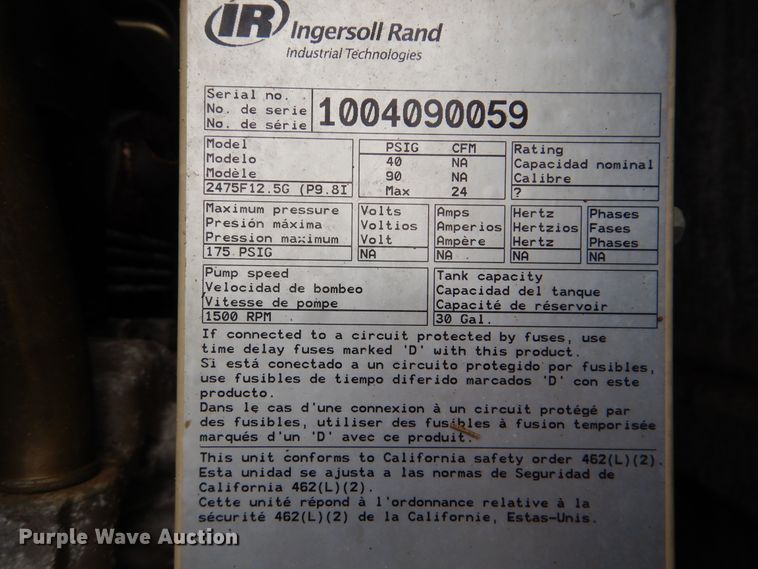 IR Ingersoll Rand
Industrial Technologies
Serial no.
No. de serie
No. de série
1004090059
Model
Modelo
Modèle
2475F12.5G (P9.8I
PSIG CFM
40 NA
90 NA
Max 24
Rating
Capacidad nominal
Calibre
?
Maximum pressure
Presión máxima
Pression maximum
175 PSIG
Volts
Voltios
Volt
NA
Amps
Amperios
Ampère
NA
Hertz
Hertzios
Hertz
NA
Phases
Fases
Phases
NA
Pump speed
Velocidad de bombeo
Vitesse de pompe
1500 RPM
Tank capacity
Capacidad del tanque
Capacité de réservoir
30 Gal.
If connected to a circuit protected by fuses, use
time delay fuses marked 'D' with this product.
Si está conectado a un circuito protegido por fusibles,
use fusibles de tiempo diferido marcados 'D' con este
producto.
Dans le cas d'une connexion à un circuit protégé par
des fusibles, utiliser des fusibles à fusion temporisée
marqués d'un 'D' avec ce produit.
This unit conforms to California safety order 462(L)(2).
Esta unidad se ajusta a las normas de Seguridad de
California 462(L)(2).
Cette unité répond à l'ordonnance relative à la
sécurité 462(L)(2) de la Californie, Estas-Unis.
Purple Wave Auction